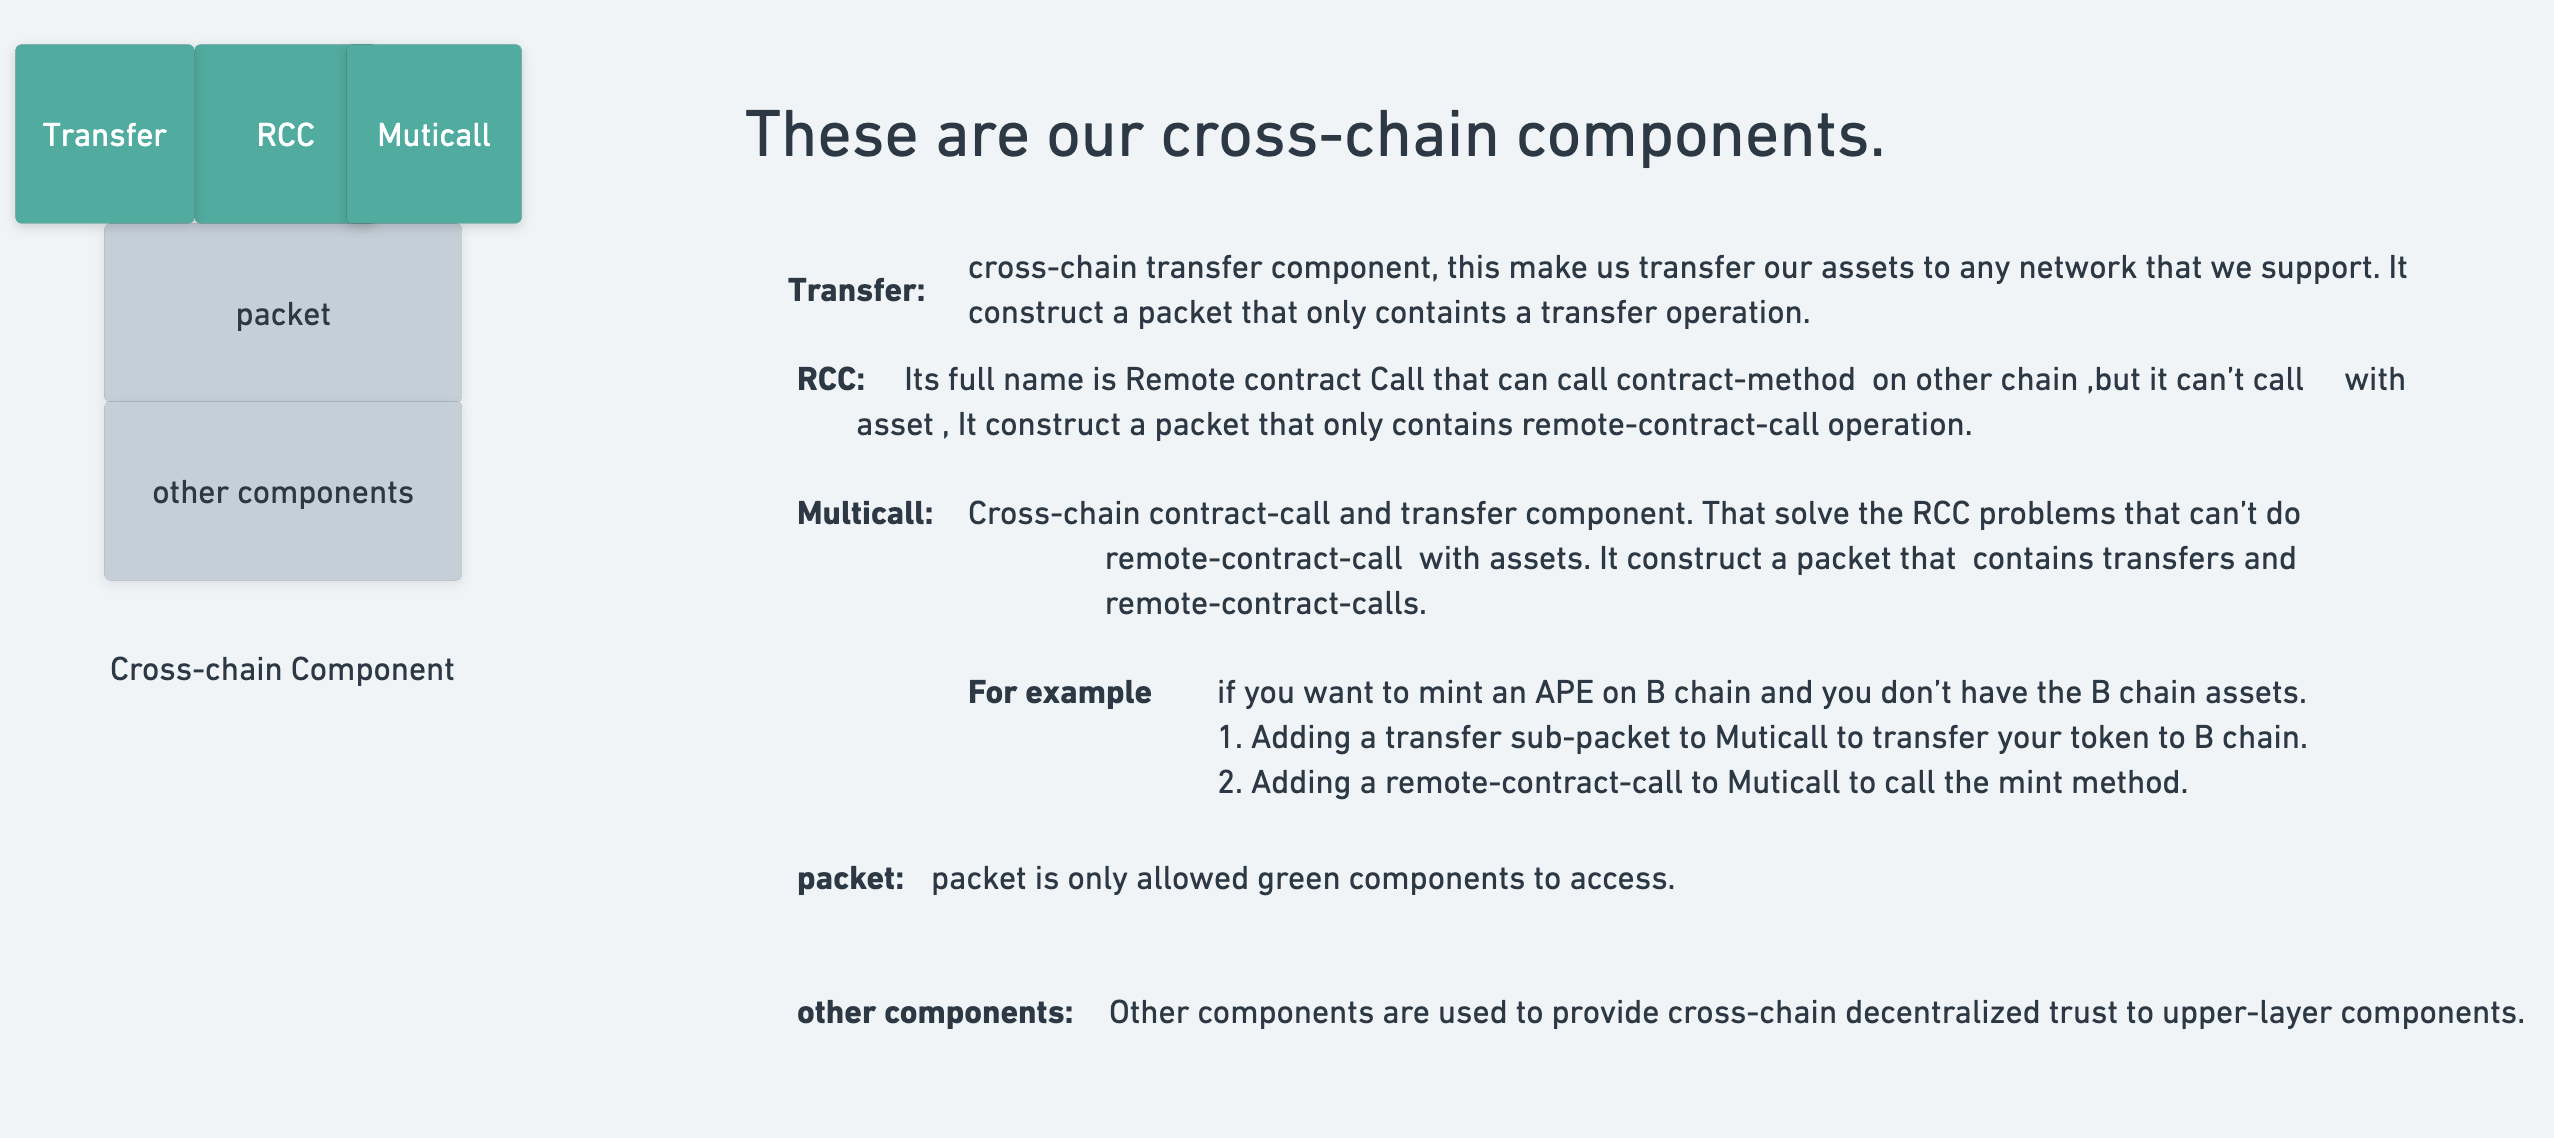 Transfer
RCC
Muticall
packet
other components
Cross-chain Component
These are our cross-chain components.
Transfer: cross-chain transfer component, this make us transfer our assets to any network that we support. It
construct a packet that only containts a transfer operation.
RCC: Its full name is Remote contract Call that can call contract-method on other chain ,but it can’t call with
asset , It construct a packet that only contains remote-contract-call operation.
Multicall: Cross-chain contract-call and transfer component. That solve the RCC problems that can’t do
remote-contract-call with assets. It construct a packet that contains transfers and
remote-contract-calls.
For example if you want to mint an APE on B chain and you don’t have the B chain assets.
1. Adding a transfer sub-packet to Muticall to transfer your token to B chain.
2. Adding a remote-contract-call to Muticall to call the mint method.
packet: packet is only allowed green components to access.
other components: Other components are used to provide cross-chain decentralized trust to upper-layer components.